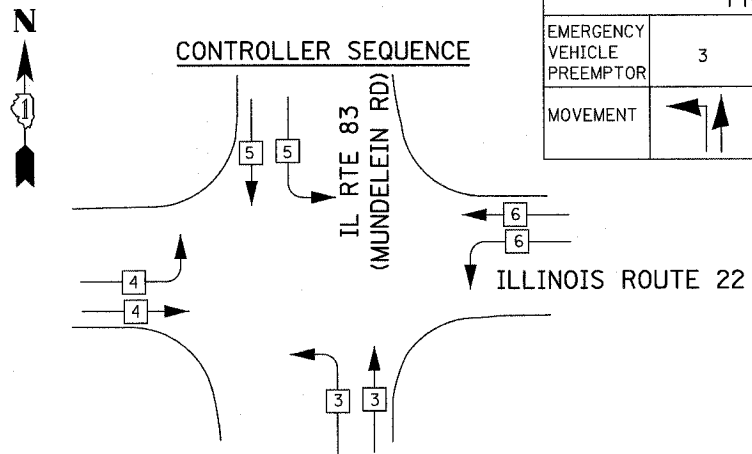 N
1
CONTROLLER SEQUENCE
EMERGENCY
VEHICLE
PREEMPTOR
3
MOVEMENT
IL RTE 83
(MUNDELEIN RD)
5
5
6
6
ILLINOIS ROUTE 22
4
4
3
3